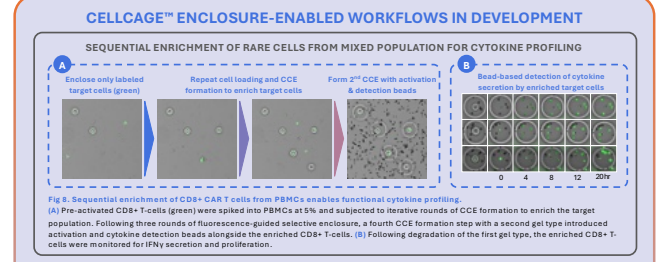 CELLCAGE™ ENCLOSURE-ENABLED WORKFLOWS IN DEVELOPMENT
SEQUENTIAL ENRICHMENT OF RARE CELLS FROM MIXED POPULATION FOR CYTOKINE PROFILING
A
Enclose only labeled
target cells (green)
Repeat cell loading and CCE
formation to enrich target cells
Form 2nd CCE with activation
& detection beads
B
Bead-based detection of cytokine
secretion by enriched target cells
0 4 8 12 20hr
Fig 8. Sequential enrichment of CD8+ CAR T cells from PBMCs enables functional cytokine profiling.
(A) Pre-activated CD8+ T-cells (green) were spiked into PBMCs at 5% and subjected to iterative rounds of CCE formation to enrich the target
population. Following three rounds of fluorescence-guided selective enclosure, a fourth CCE formation step with a second gel type introduced
activation and cytokine detection beads alongside the enriched CD8+ T-cells. (B) Following degradation of the first gel type, the enriched CD8+ T-
cells were monitored for IFNγ secretion and proliferation.